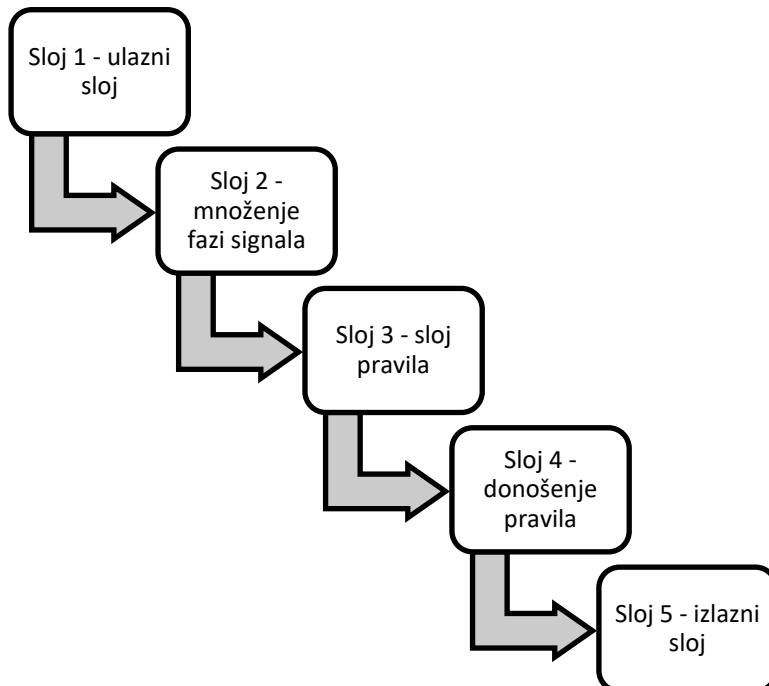 Sloj 1 - ulazni
sloj
Sloj 2 -
množenje
fazi signala
Sloj 3 - sloj
pravila
Sloj 4 -
donošenje
pravila
Sloj 5 - izlazni
sloj